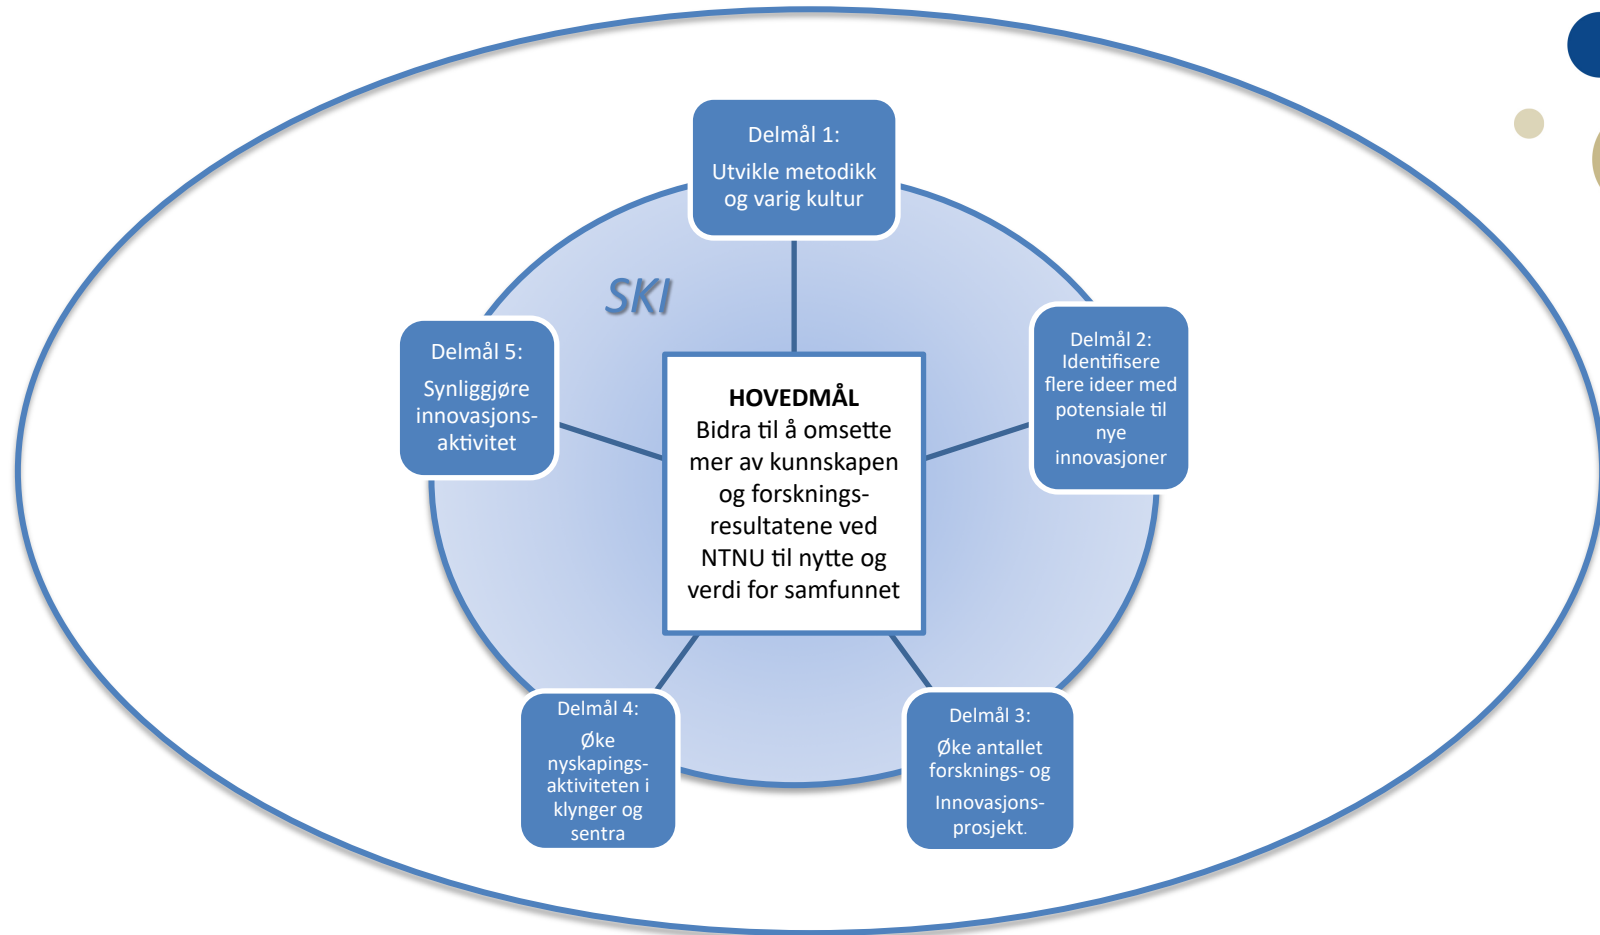 Delmål 1:
Utvikle metodikk
og varig kultur
SKI
Delmål 5:
Synliggjøre
innovasjons-
aktivitet
Delmål 2:
Identifisere
flere ideer med
potensiale til
nye
innovasjoner
HOVEDMÅL
Bidra til å omsette
mer av kunnskapen
og forsknings-
resultatene ved
NTNU til nytte og
verdi for samfunnet
Delmål 4:
Øke
nyskapings-
aktiviteten i
klynger og
sentra
Delmål 3:
Øke antallet
forsknings- og
Innovasjons-
prosjekt.